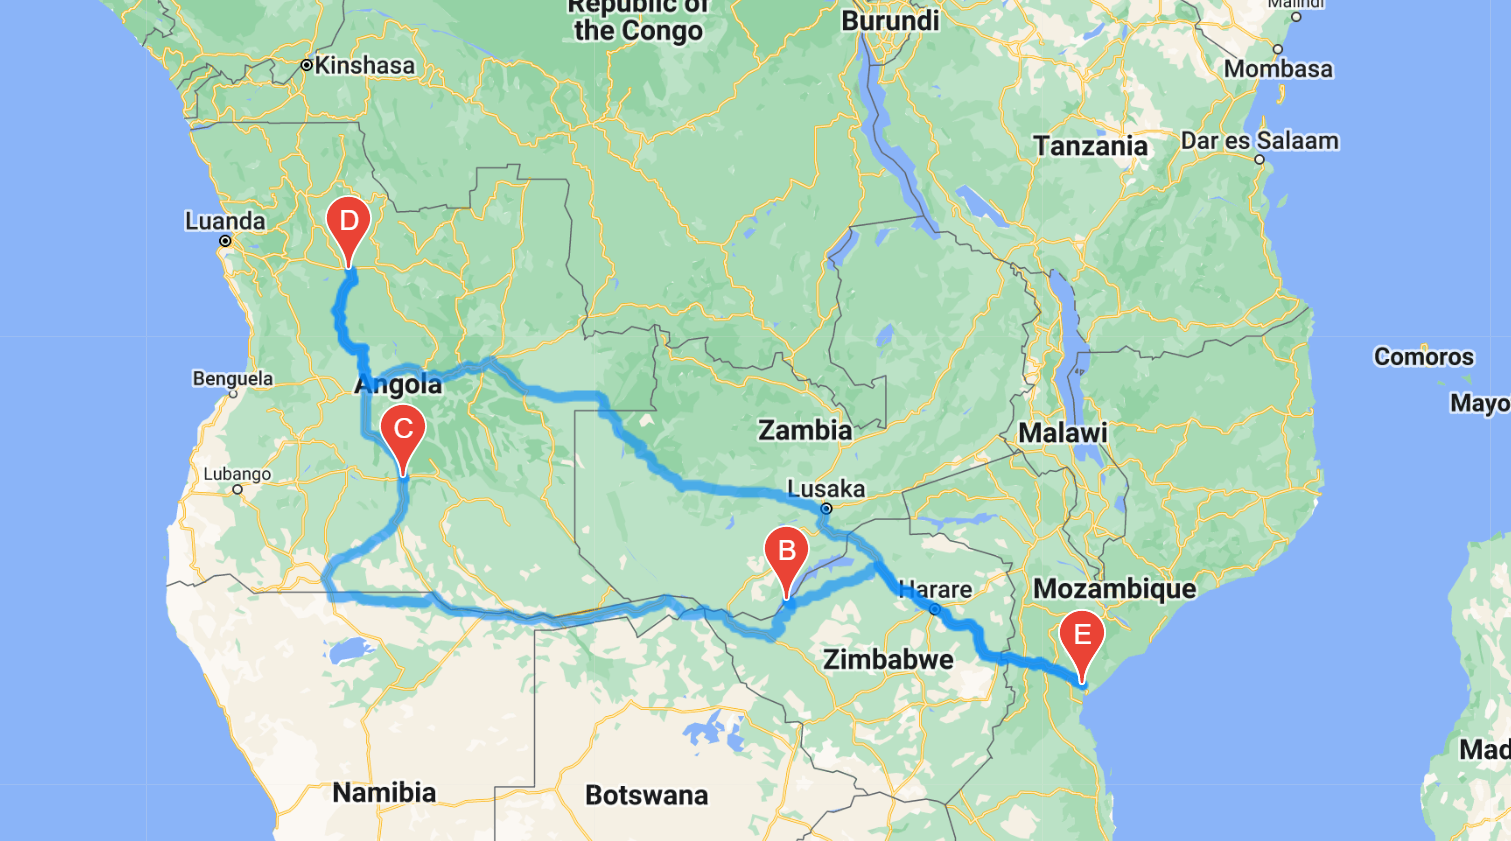 Republic of
the Congo
Burundi
Malindi
Kinshasa
Mombasa
Tanzania
Dar es Salaam
D
Luanda
Comoros
Benguela
Angola
Mayo
C
Zambia
Malawi
Lubango
Lusaka
B
Harare
Mozambique
E
Zimbabwe
Mad
Namibia
Botswana